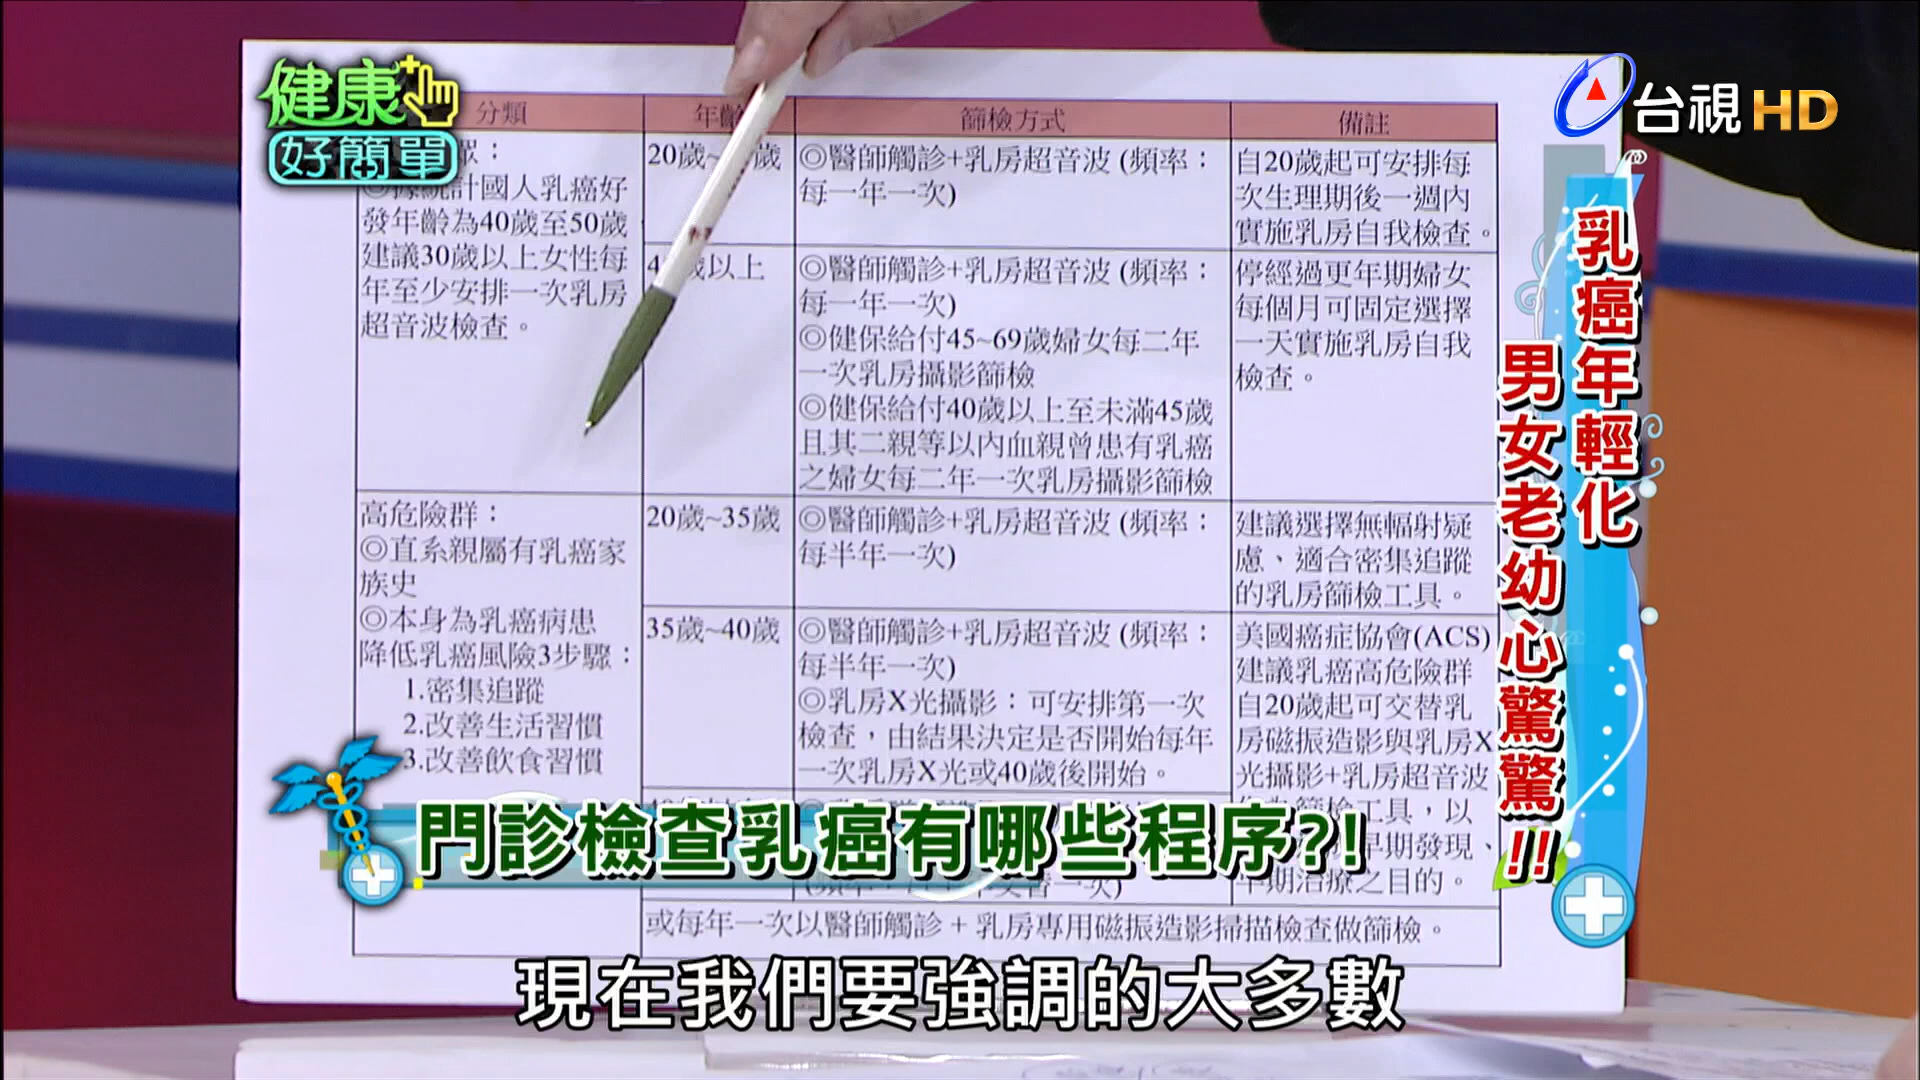 健康
好簡單
台視HD
乳癌年輕化
男女老幼心驚驚!!
分類
篩檢方式
備註
計國人乳癌好
發年齡為40歲至50歲
建議30歲以上女性每
年至少安排一次乳房
超音波檢查。
20歲~
歲
◎醫師觸診+乳房超音波 (頻率：
每一年一次)
自20歲起可安排每
次生理期後一週內
實施乳房自我檢查。
歲以上
◎醫師觸診+乳房超音波 (頻率：
每一年一次)
◎健保給付45~69歲婦女每二年
一次乳房攝影篩檢
◎健保給付40歲以上至未滿45歲
且其二親等以內血親曾患有乳癌
之婦女每二年一次乳房攝影篩檢
停經過更年期婦女
每個月可固定選擇
一天實施乳房自我
檢查。
高危險群：
◎直系親屬有乳癌家
族史
◎本身為乳癌病患
降低乳癌風險3步驟：
1.密集追蹤
2.改善生活習慣
3.改善飲食習慣
20歲~35歲
◎醫師觸診+乳房超音波 (頻率：
每半年一次)
建議選擇無輻射疑
慮、適合密集追蹤
的乳房篩檢工具。
35歲~40歲
◎醫師觸診+乳房超音波 (頻率：
每半年一次)
◎乳房X光攝影：可安排第一次
檢查，由結果決定是否開始每年
一次乳房X光或40歲後開始。
美國癌症協會(ACS)
建議乳癌高危險群
自20歲起可交替乳
房磁振造影與乳房X
光攝影+乳房超音波
篩檢工具，以
早期發現、
早期治療之目的。
或每年一次以醫師觸診 + 乳房專用磁振造影掃描檢查做篩檢。
門診檢查乳癌有哪些程序?!
現在我們要強調的大多數